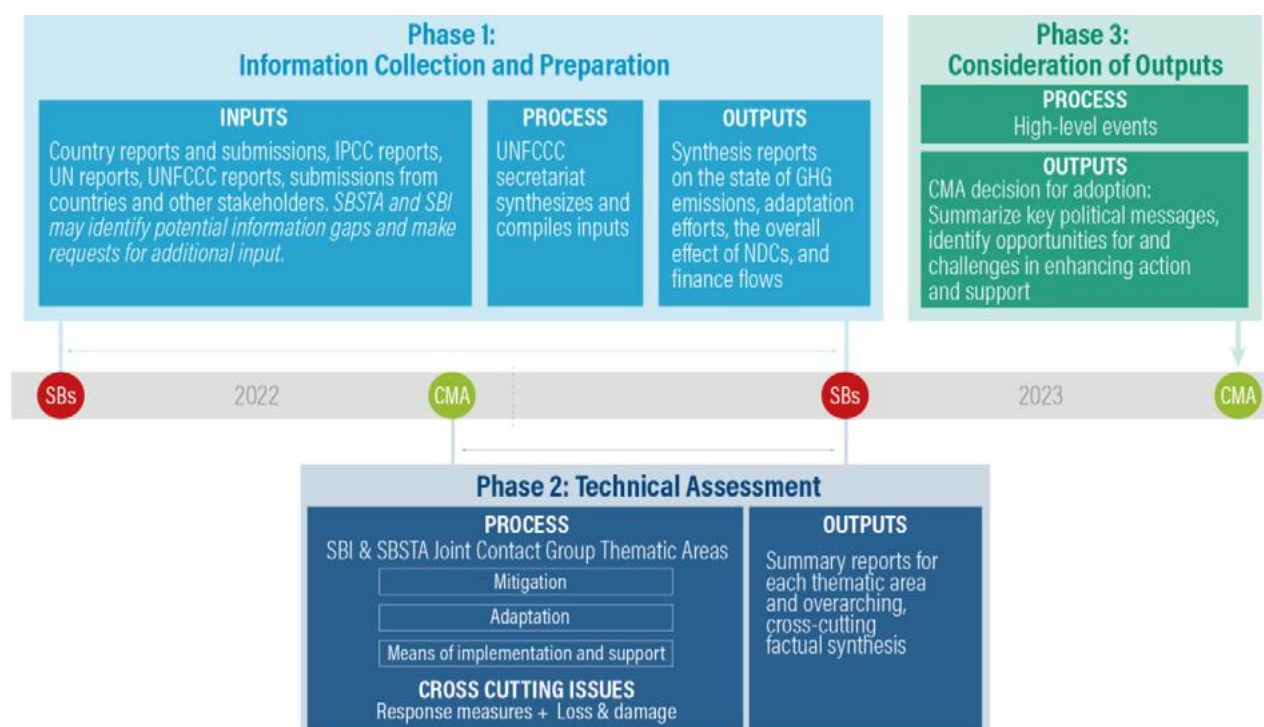 Phase 1:
Information Collection and Preparation
INPUTS
Country reports and submissions, IPCC reports,
UN reports, UNFCCC reports, submissions from
countries and other stakeholders. SBSTA and SBI
may identify potential information gaps and make
requests for additional input.
PROCESS
UNFCCC
secretariat
synthesizes and
compiles inputs
OUTPUTS
Synthesis reports
on the state of GHG
emissions, adaptation
efforts, the overall
effect of NDCs, and
finance flows
Phase 3:
Consideration of Outputs
PROCESS
High-level events
OUTPUTS
CMA decision for adoption:
Summarize key political messages,
identify opportunities for and
challenges in enhancing action
and support
SBs
2022
CMA
SBs
2023
CMA
Phase 2: Technical Assessment
PROCESS
SBI & SBSTA Joint Contact Group Thematic Areas
Mitigation
Adaptation
Means of implementation and support
CROSS CUTTING ISSUES
Response measures + Loss & damage
OUTPUTS
Summary reports for
each thematic area
and overarching,
cross-cutting
factual synthesis